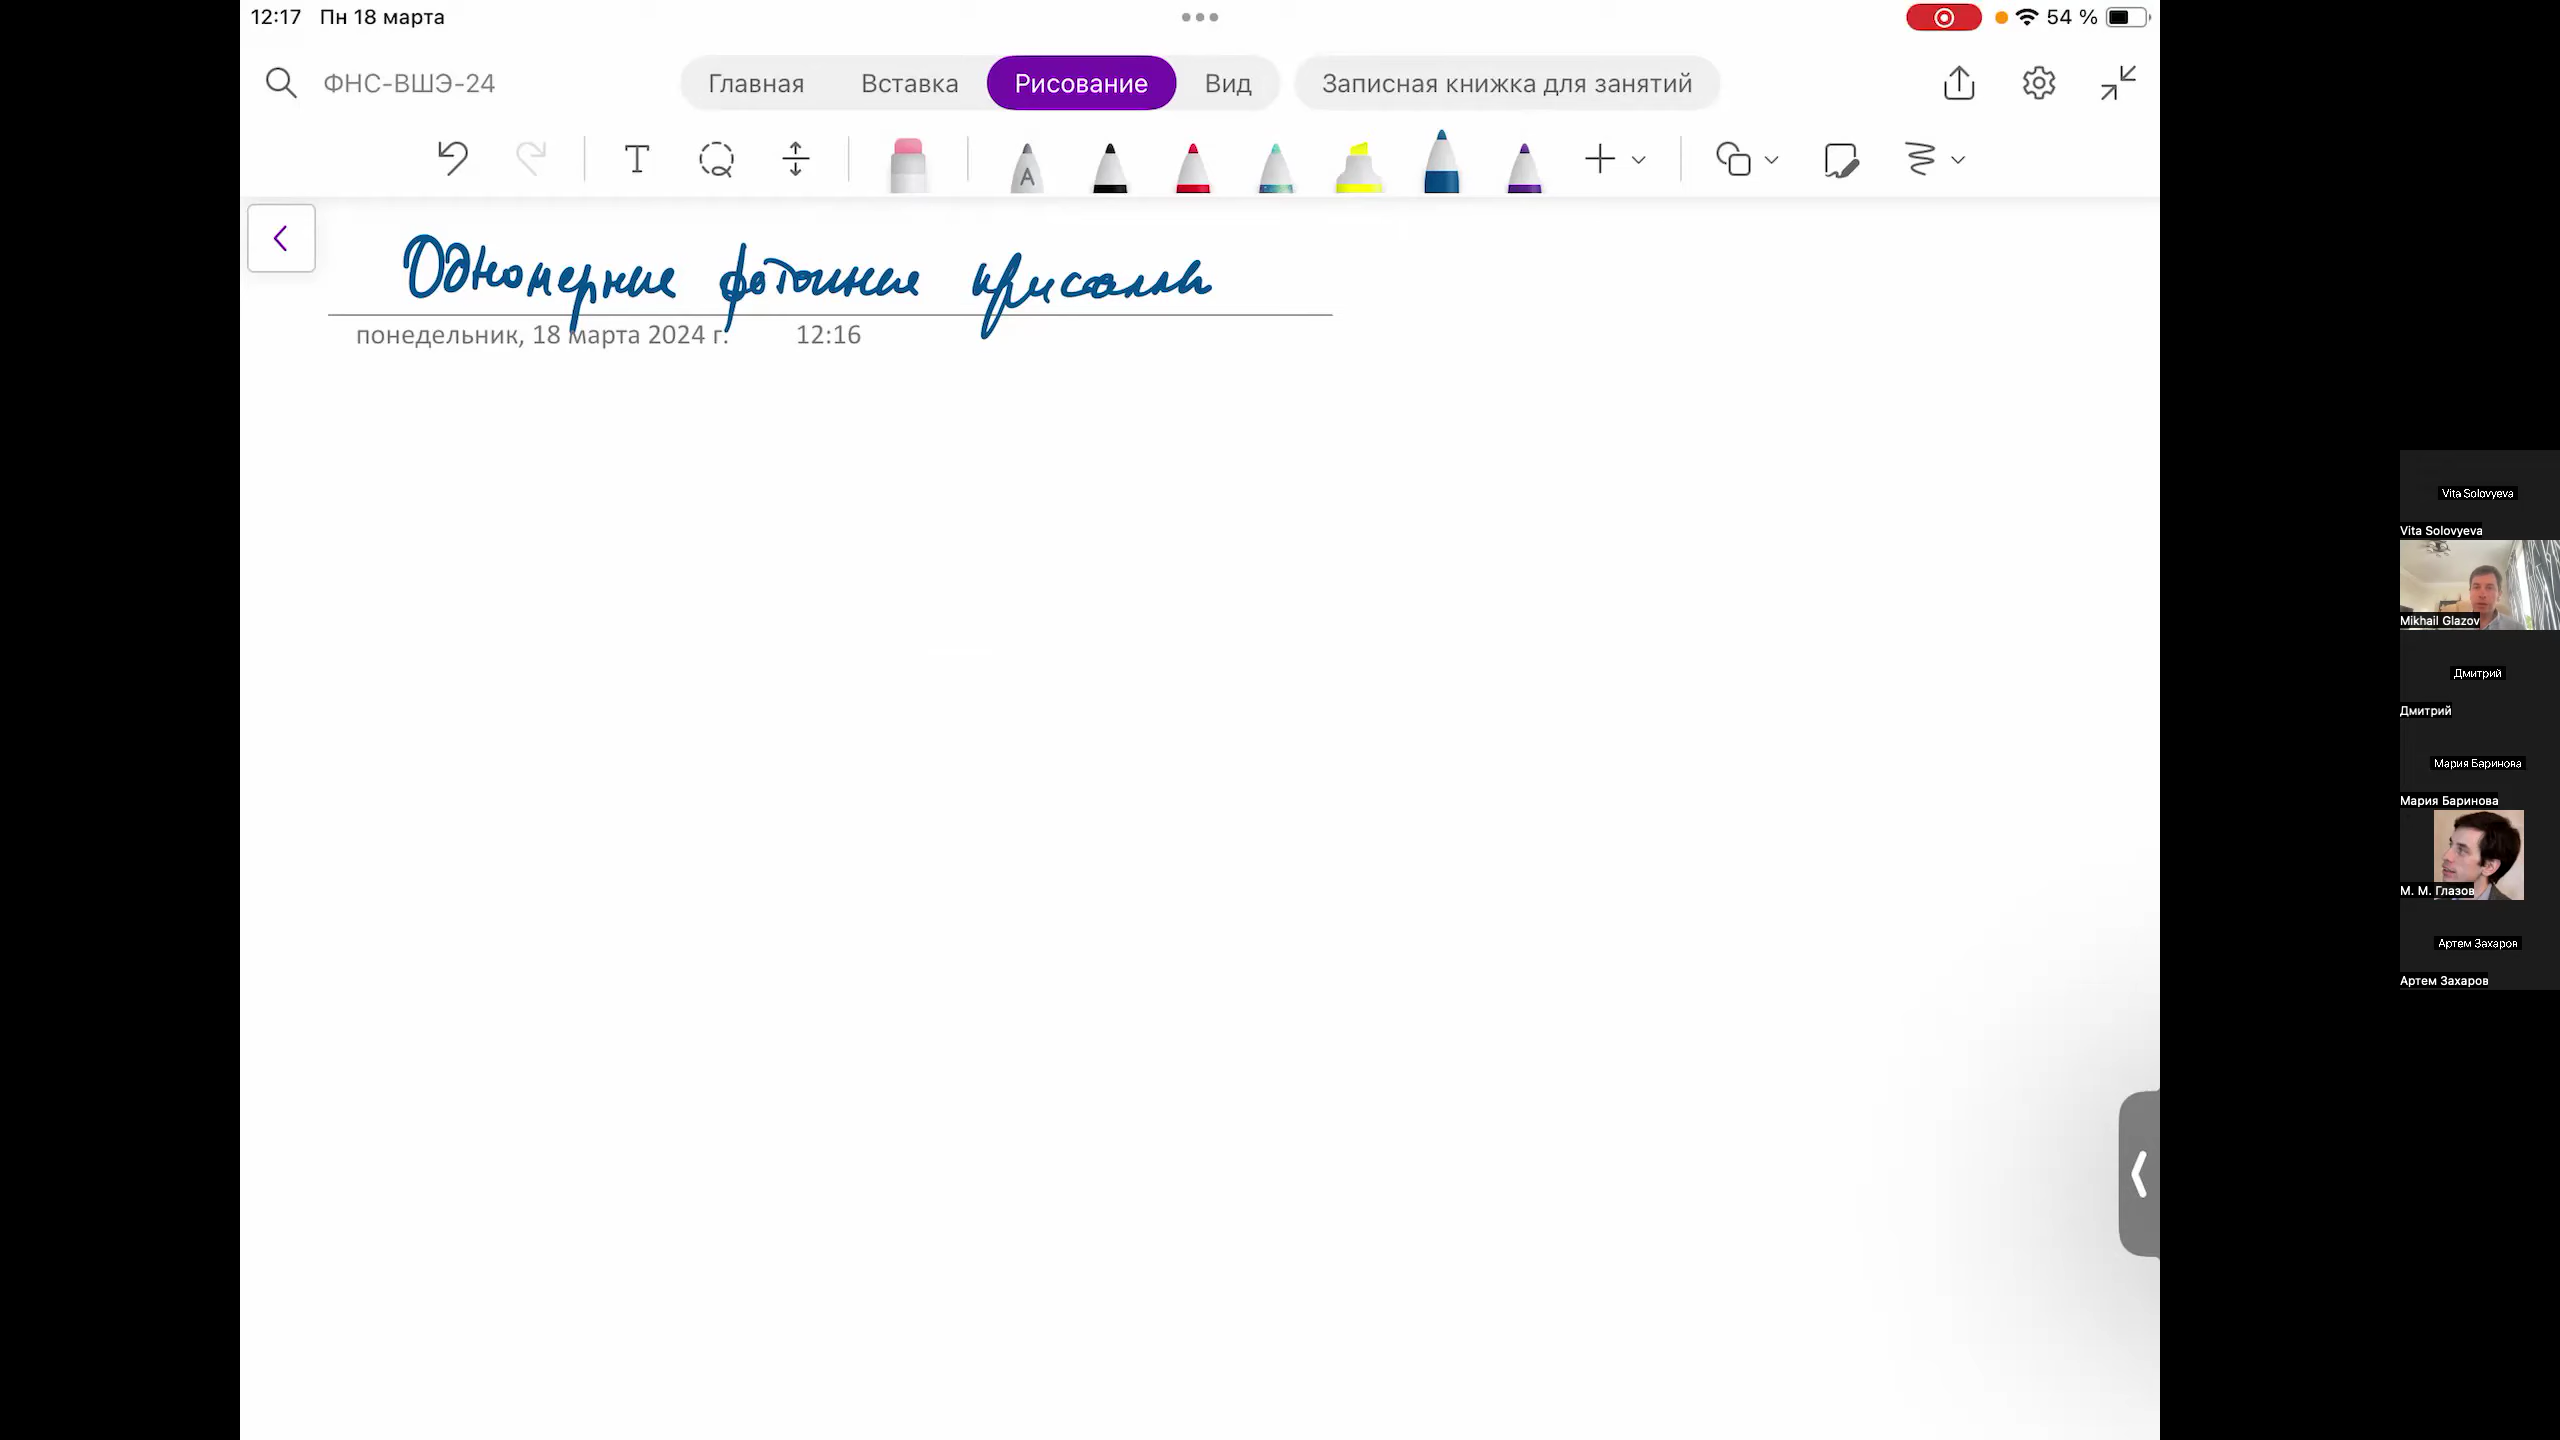 12:17 Пн 18 марта 54 %
ФНС-ВШЭ-24 Главная Вставка Рисование Вид Записная книжка для занятий
T A
Одномерные фотонные кристаллы
понедельник, 18 марта 2024 г. 12:16
Vita Solovyeva
Vita Solovyeva
Mikhail Glazov
Дмитрий
Дмитрий
Мария Баринова
Мария Баринова
М. М. Глазов
Артем Захаров
Артем Захаров